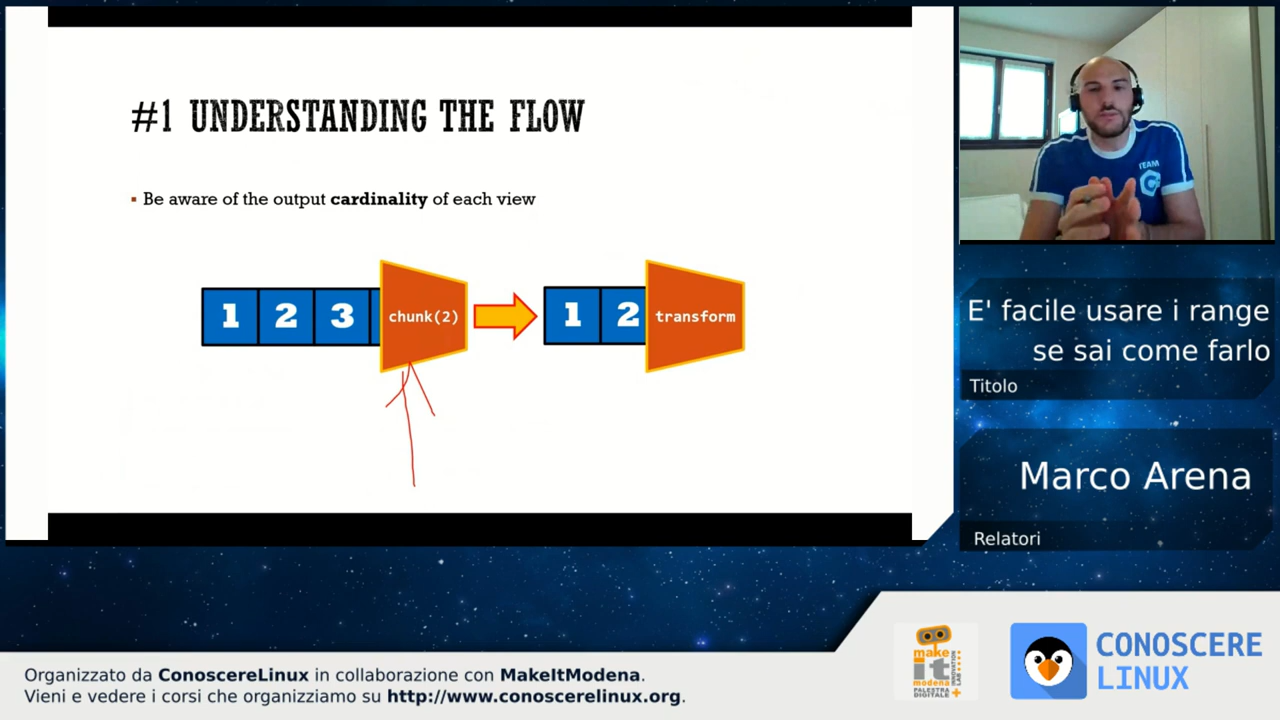 #1 UNDERSTANDING THE FLOW
▪ Be aware of the output cardinality of each view
1 2 3 chunk(2) 1 2 transform
TEAM
E' facile usare i range
se sai come farlo
Titolo
Marco Arena
Relatori
make
it
modena
PALESTRA
DIGITALE
INNOVATION
LAB
CONOSCERE
LINUX
Organizzato da ConoscereLinux in collaborazione con MakeItModena.
Vieni e vedere i corsi che organizziamo su http://www.conoscerelinux.org.